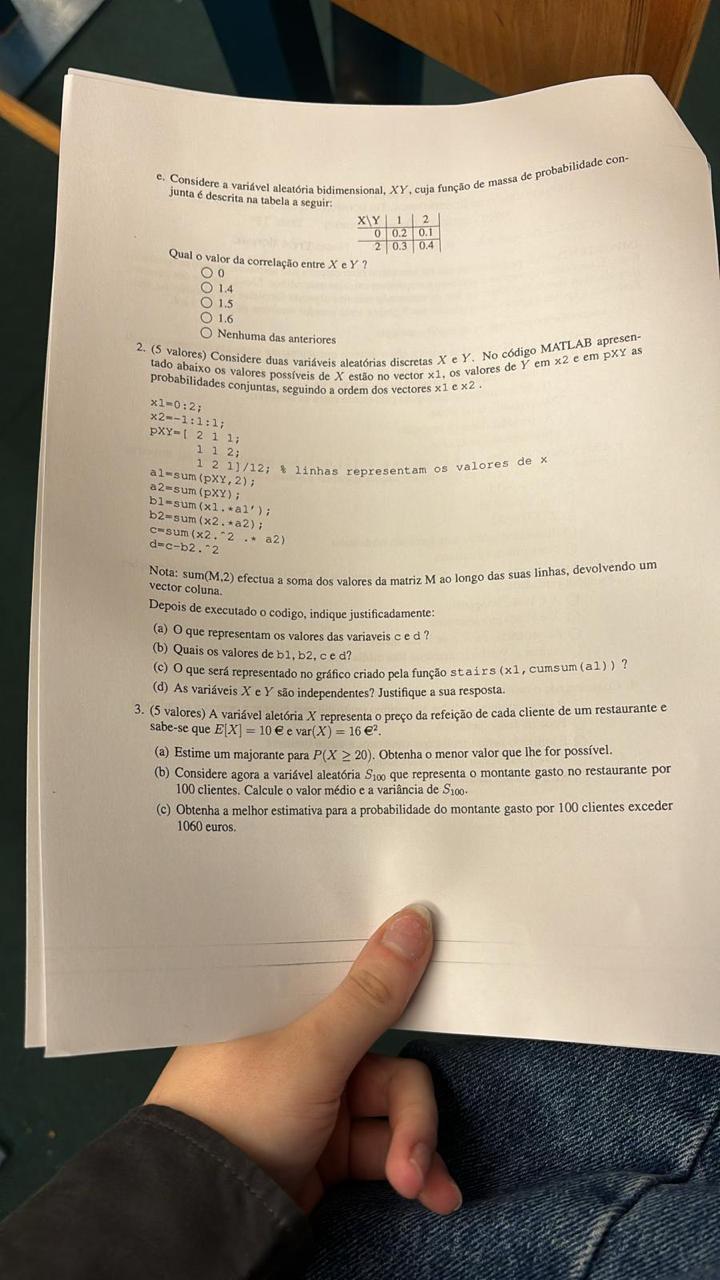 e. Considere a variável aleatória bidimensional, XY, cuja função de massa de probabilidade con-
junta é descrita na tabela a seguir:
X\Y 1 2
0 0.2 0.1
2 0.3 0.4
Qual o valor da correlação entre X e Y ?
0
1.4
1.5
1.6
Nenhuma das anteriores
2. (5 valores) Considere duas variáveis aleatórias discretas X e Y. No código MATLAB apresen-
tado abaixo os valores possíveis de X estão no vector x1, os valores de Y em x2 e em pXY as
probabilidades conjuntas, seguindo a ordem dos vectores x1 e x2 .
x1=0:2;
x2=-1:1:1;
pXY=[ 2 1 1;
1 1 2;
1 2 1]/12; % linhas representam os valores de x
a1=sum(pXY,2);
a2=sum(pXY);
b1=sum(x1.*a1');
b2=sum(x2.*a2);
c=sum(x2.^2 .* a2)
d=c-b2.^2
Nota: sum(M,2) efectua a soma dos valores da matriz M ao longo das suas linhas, devolvendo um
vector coluna.
Depois de executado o codigo, indique justificadamente:
(a) O que representam os valores das variaveis c e d ?
(b) Quais os valores de b1, b2, c e d?
(c) O que será representado no gráfico criado pela função stairs(x1,cumsum(a1)) ?
(d) As variáveis X e Y são independentes? Justifique a sua resposta.
3. (5 valores) A variável aletória X representa o preço da refeição de cada cliente de um restaurante e
sabe-se que E[X] = 10 € e var(X) = 16 €².
(a) Estime um majorante para P(X ≥ 20). Obtenha o menor valor que lhe for possível.
(b) Considere agora a variável aleatória S₁₀₀ que representa o montante gasto no restaurante por
100 clientes. Calcule o valor médio e a variância de S₁₀₀.
(c) Obtenha a melhor estimativa para a probabilidade do montante gasto por 100 clientes exceder
1060 euros.